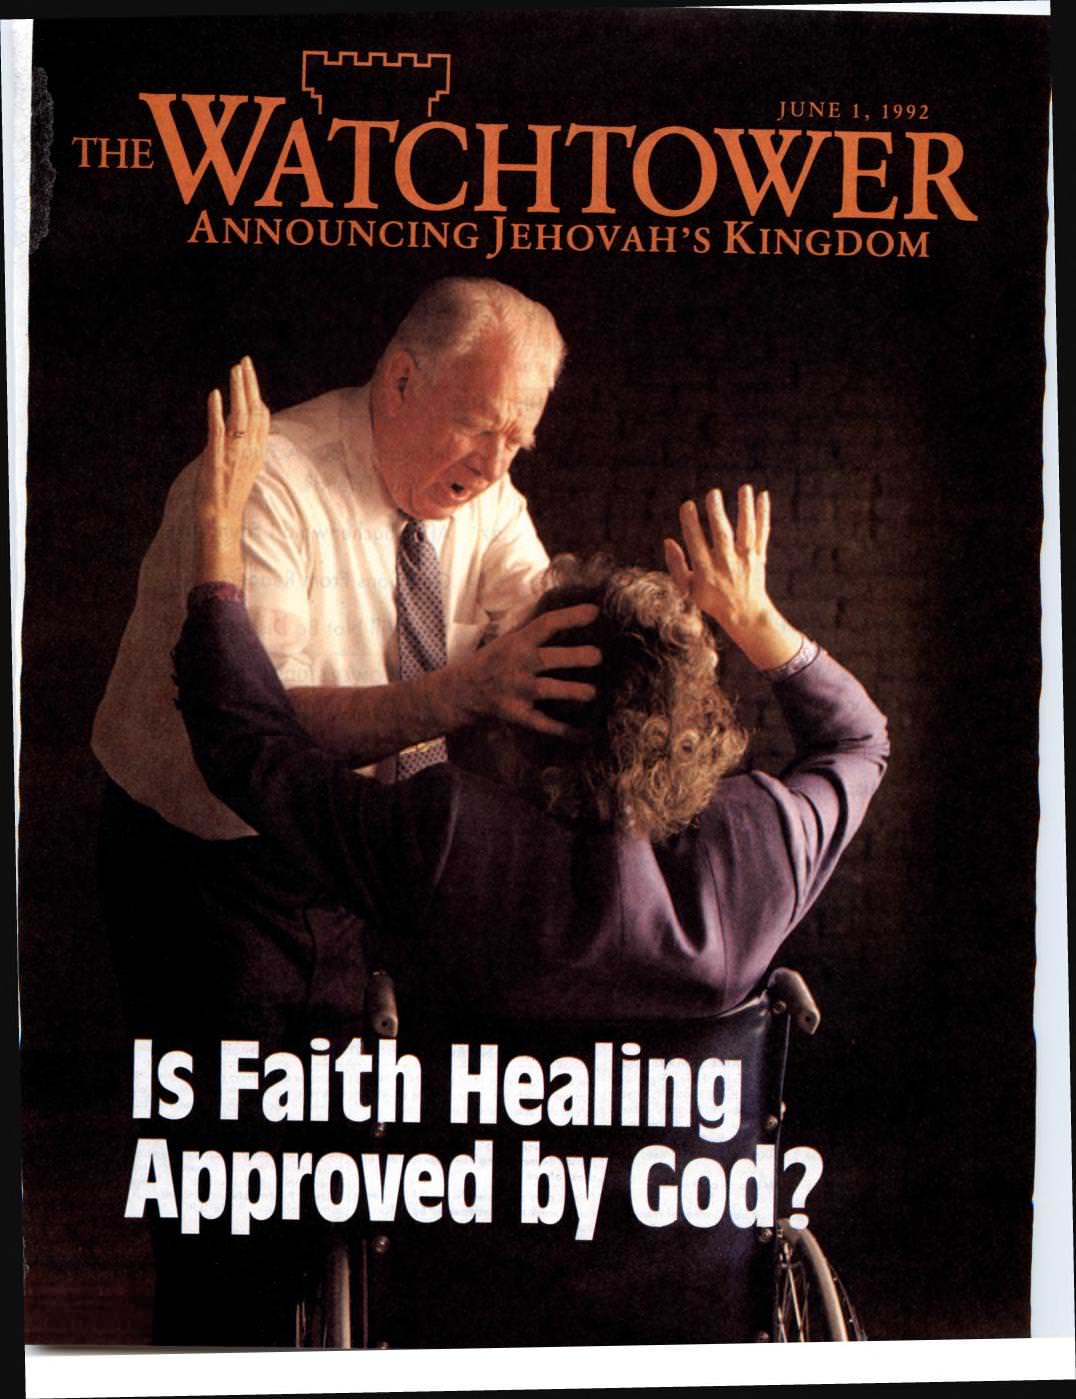 JUNE 1, 1992
THE WATCHTOWER
ANNOUNCING JEHOVAH'S KINGDOM
Is Faith Healing
Approved by God?